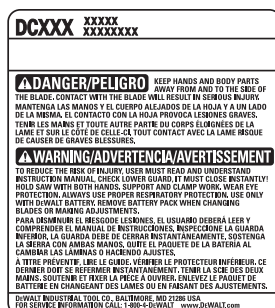 DCXXX XXXXX
XXXXXXXX
DANGER/PELIGRO KEEP HANDS AND BODY PARTS
AWAY FROM AND TO THE SIDE OF
THE BLADE. CONTACT WITH THE BLADE WILL RESULT IN SERIOUS INJURY.
MANTENGA LAS MANOS Y EL CUERPO ALEJADOS DE LA HOJA Y A UN LADO
DE LA MISMA. EL CONTACTO CON LA HOJA PROVOCA LESIONES GRAVES.
TENIR LES MAINS ET TOUTE AUTRE PARTIE DU CORPS ÉLOIGNÉES DE LA
LAME ET SUR LE CÔTÉ DE CELLE-CI, TOUT CONTACT AVEC LA LAME RISQUE
DE CAUSER DE GRAVES BLESSURES,
WARNING/ADVERTENCIA/AVERTISSEMENT
TO REDUCE THE RISK OF INJURY, USER MUST READ AND UNDERSTAND
INSTRUCTION MANUAL. CHECK LOWER GUARD, IT MUST CLOSE INSTANTLY!
HOLD SAW WITH BOTH HANDS, SUPPORT AND CLAMP WORK. WEAR EYE
PROTECTION. ALWAYS USE PROPER RESPIRATORY PROTECTION. USE ONLY
WITH DEWALT BATTERY. REMOVE BATTERY PACK WHEN CHANGING
BLADES OR MAKING ADJUSTMENTS.
PARA DISMINUIR EL RIESGODE LESIONES, EL USUARIO DEBERÁ LEER Y
COMPRENDER EL MANUAL DE INSTRUCCIONES, INSPECCIONE LA GUARDIA
INFERIOR, LA GUARDA DEBE DE CERRAR INSTANTÁNEAMENTE, SOSTENGA
LA SIERRA CON AMBAS MANOS, QUITE EL PAQUETE DE LA BATERÍA AL
CAMBIAR LAS LÁMINAS O HACIENDO AJUSTES,
À TITRE PRÉVENTIF, LIRE LE GUIDE. VÉRIFIER LE PROTECTEUR INFÉRIEUR. CE
DERNIER DOIT SE REFERMER INSTANTANÉMENT. TENIR LA SCIE DES DEUX
MAINS. SOUTENIR ET FIXER LA PIÈCE À OUVRER. ENLEVEZ LE PAQUET DE
BATTERIE EN CHANGEANT DES LAMES OU EN FAISANT DES AJUSTEMENTS.
DEWALT INDUSTRIAL TOOL CO., BALTIMORE, MD 21286 USA
FOR SERVICE INFORMATION CALL: 1-800-4-DEWALT www.DEWALT.com